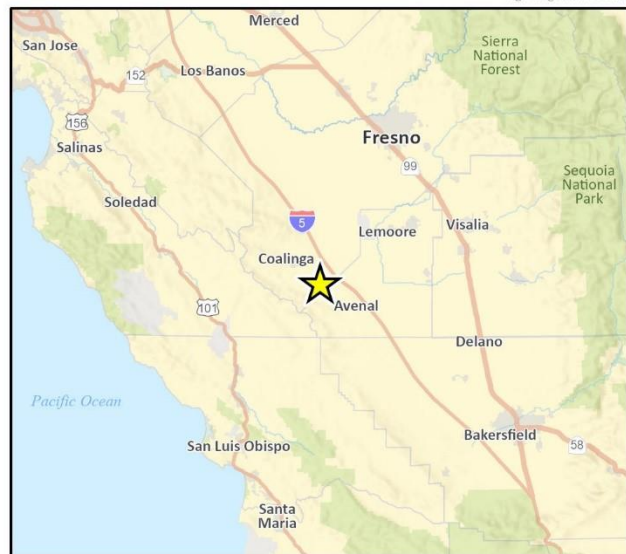 Merced
San Jose
Sierra
National
Forest
152
Los Banos
156
Fresno
Salinas
99
Sequoia
National
Park
Soledad
5
Lemoore
Visalia
Coalinga
101
Avenal
Delano
Pacific Ocean
Bakersfield
58
San Luis Obispo
Santa
Maria